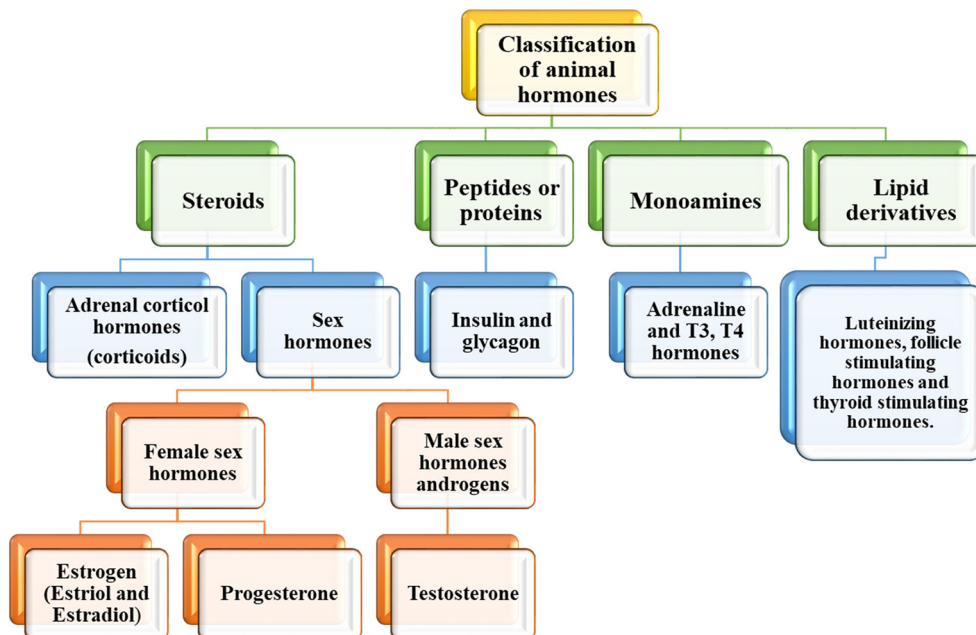 Classification
of animal
hormones
Steroids
Peptides or
proteins
Monoamines
Lipid
derivatives
Adrenal corticol
hormones
(corticoids)
Sex
hormones
Insulin and
glycagon
Adrenaline
and T3, T4
hormones
Luteinizing
hormones, follicle
stimulating
hormones and
thyroid stimulating
hormones.
Female sex
hormones
Male sex
hormones
androgens
Estrogen
(Estriol and
Estradiol)
Progesterone
Testosterone